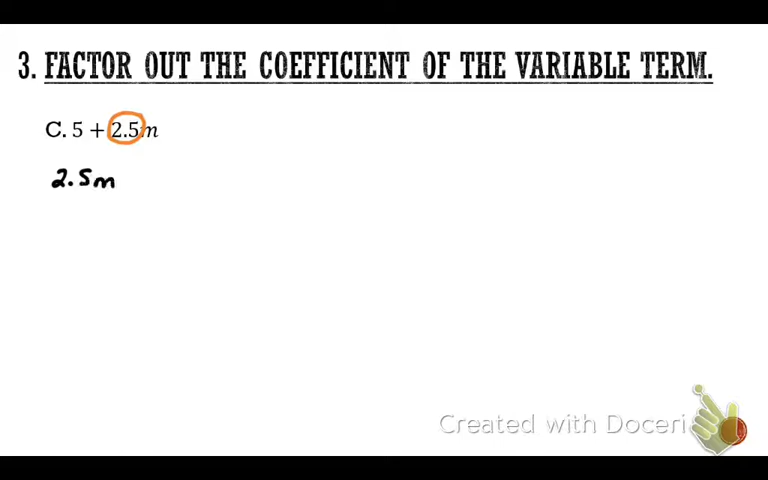 3. FACTOR OUT THE COEFFICIENT OF THE VARIABLE TERM.
C. 5 + 2.5m
2.5m
Created with Doceri